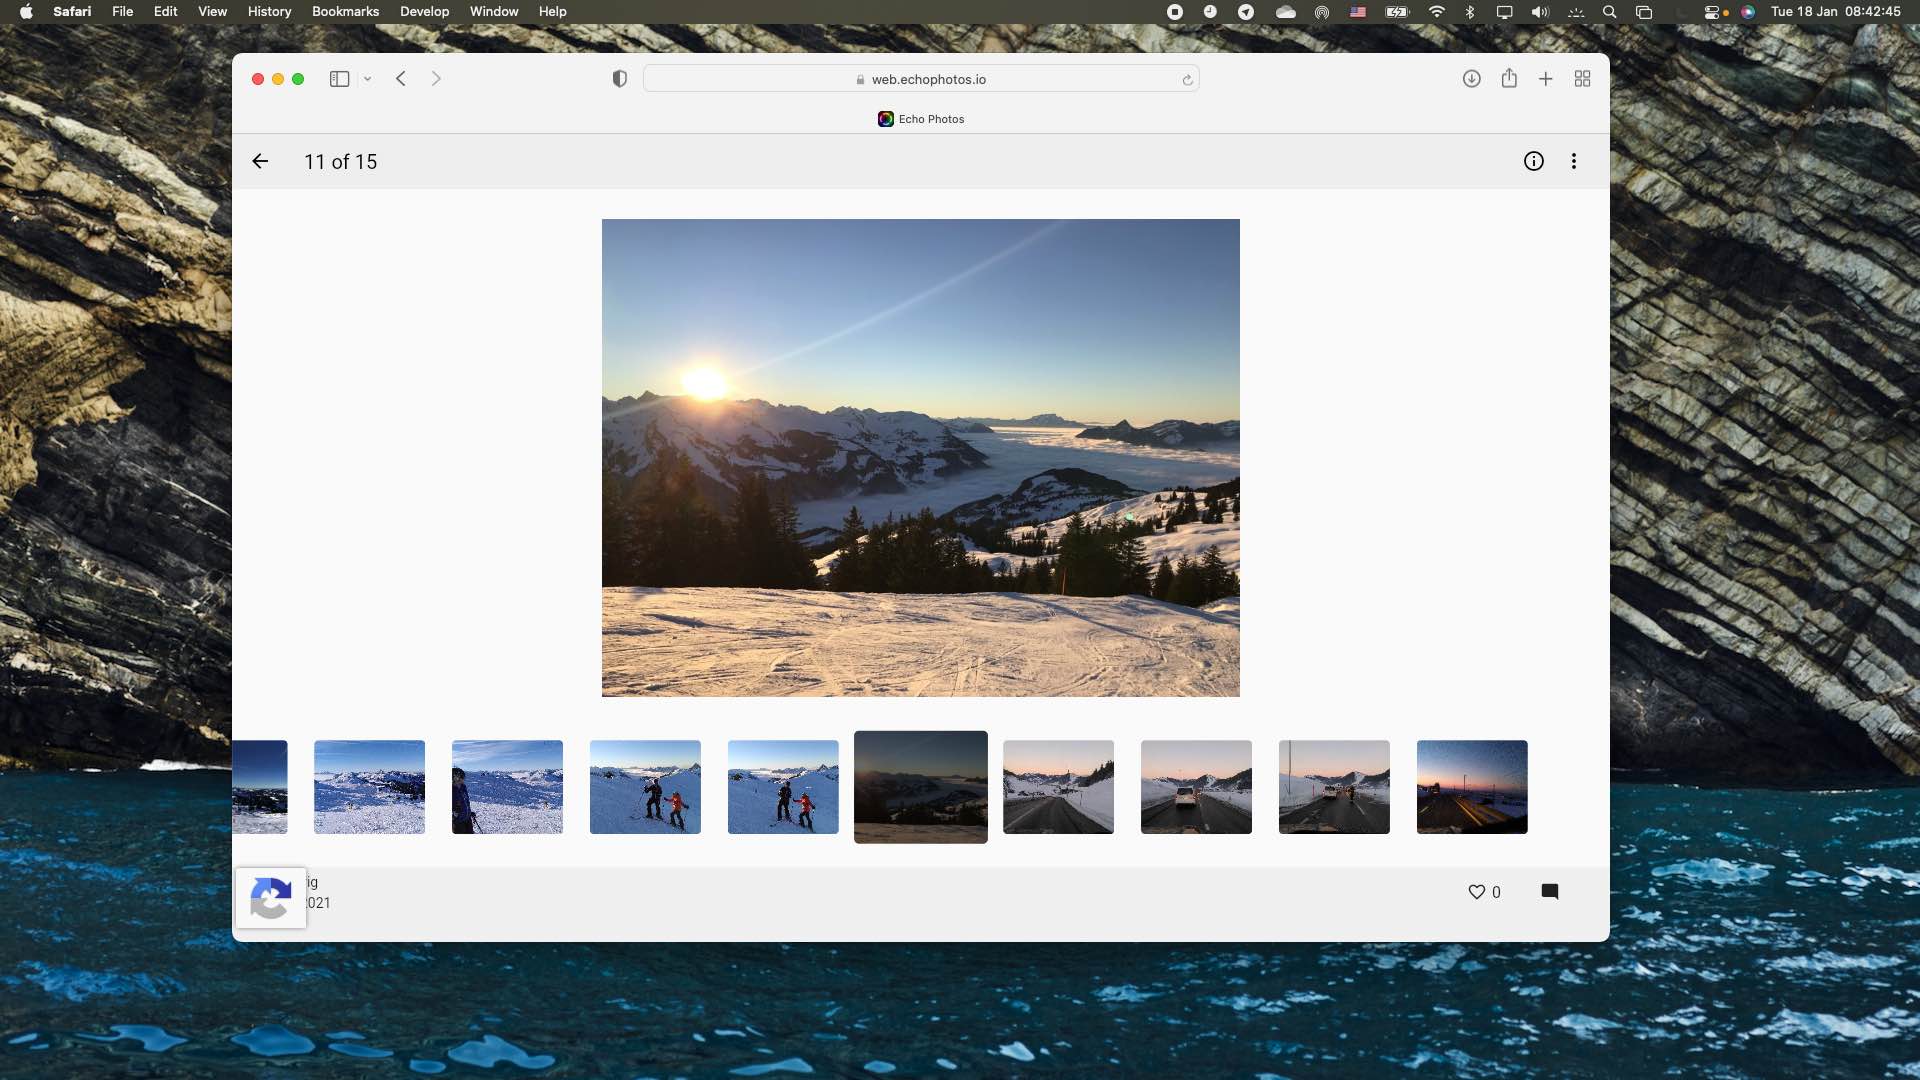 Safari File Edit View History Bookmarks Develop Window Help Tue 18 Jan 08:42:45
web.echophotos.io
Echo Photos
11 of 15
ig
021
0